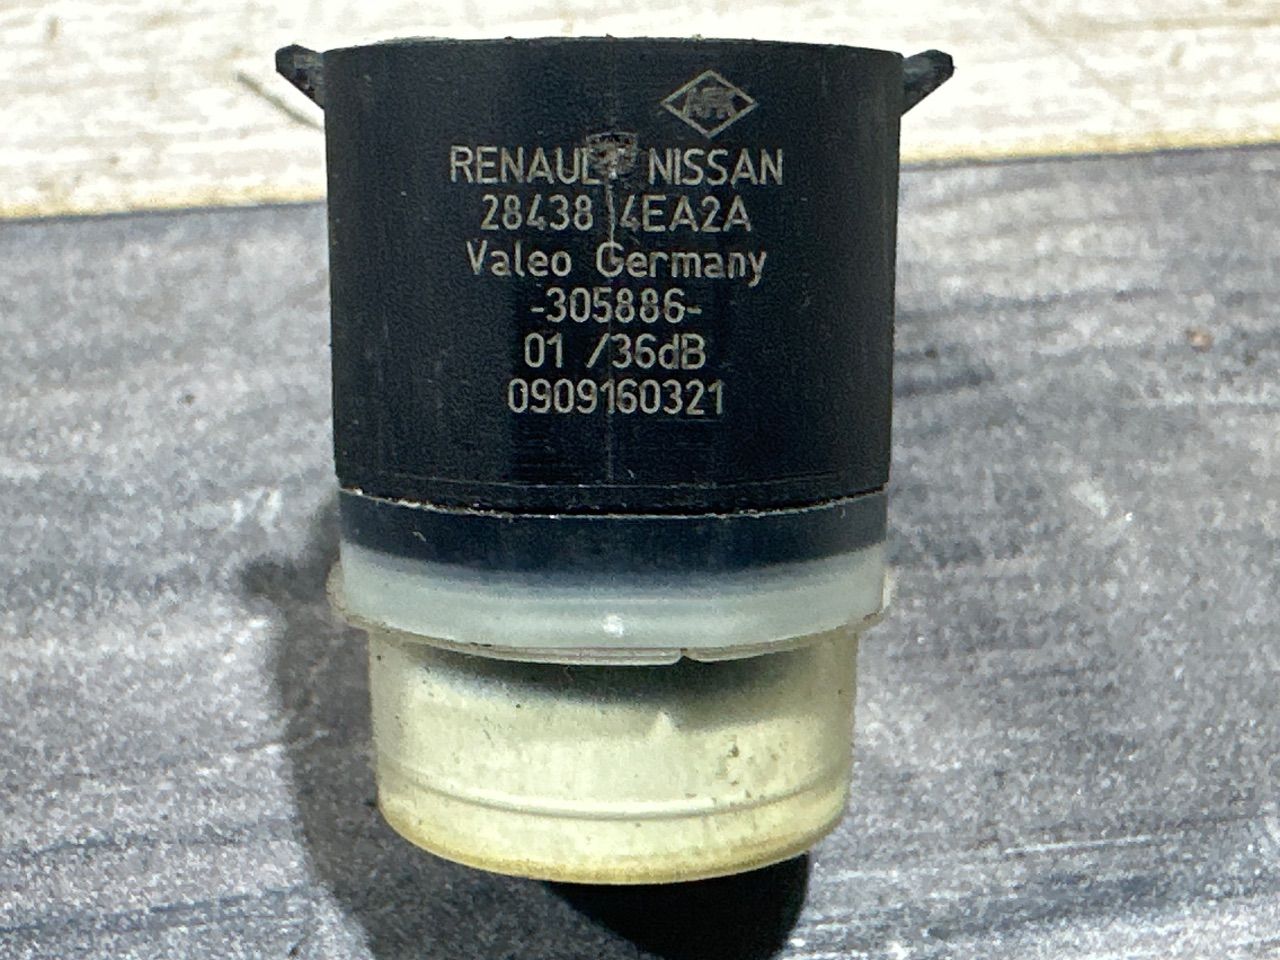 RENAULT NISSAN
28438 4EA2A
Valeo Germany
-305886-
01 /36dB
0909160321